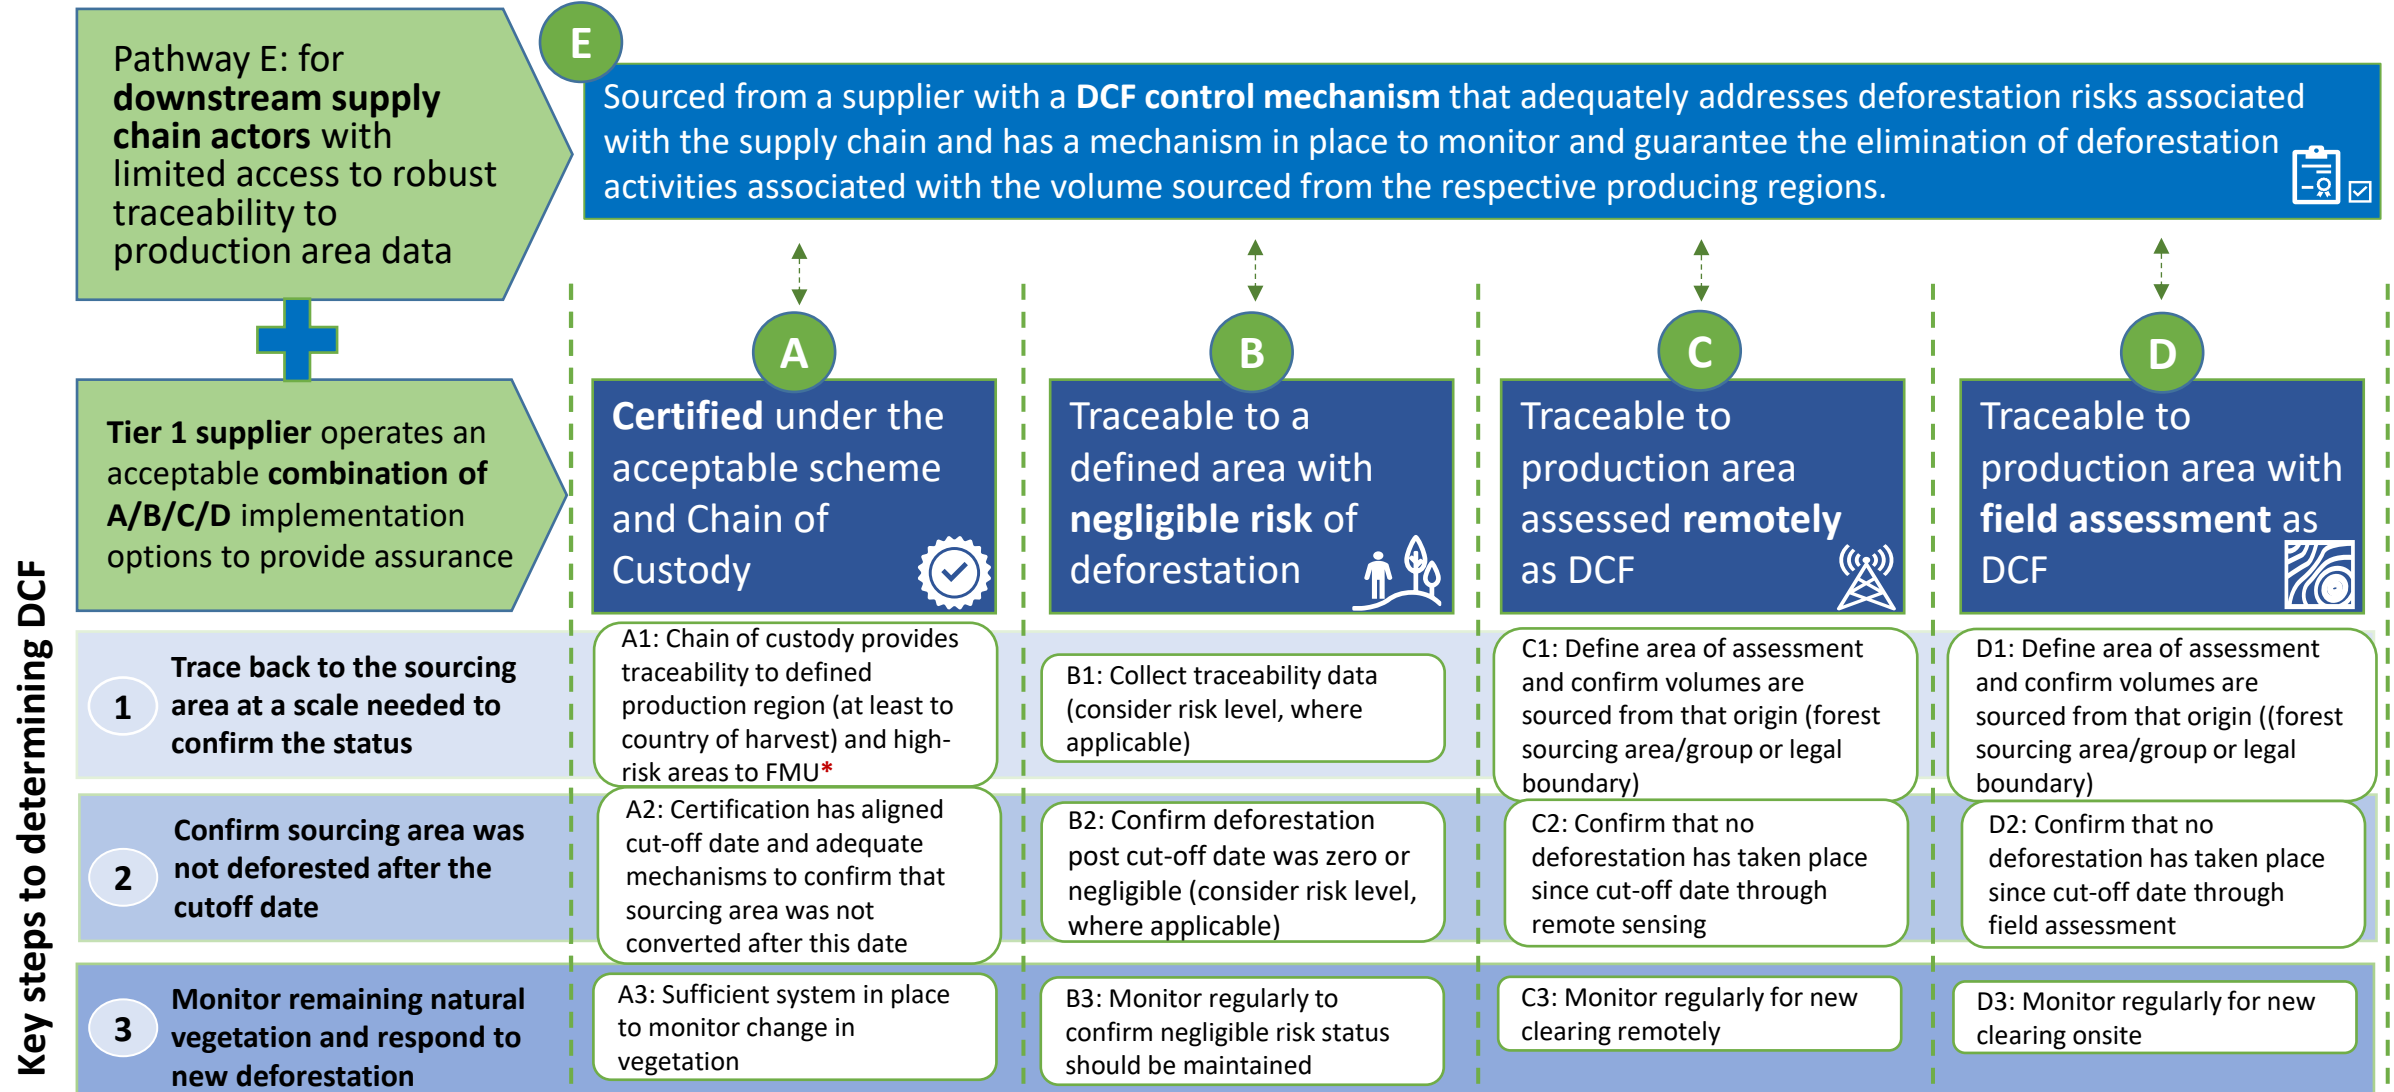 Pathway E: for
downstream supply
chain actors with
limited access to robust
traceability to
production area data
E
Sourced from a supplier with a DCF control mechanism that adequately addresses deforestation risks associated
with the supply chain and has a mechanism in place to monitor and guarantee the elimination of deforestation
activities associated with the volume sourced from the respective producing regions.
Tier 1 supplier operates an
acceptable combination of
A/B/C/D implementation
options to provide assurance
A
Certified under the
acceptable scheme
and Chain of
Custody
B
Traceable to a
defined area with
negligible risk of
deforestation
C
Traceable to
production area
assessed remotely
as DCF
D
Traceable to
production area with
field assessment as
DCF
Key steps to determining DCF
1
Trace back to the sourcing
area at a scale needed to
confirm the status
A1: Chain of custody provides
traceability to defined
production region (at least to
country of harvest) and high-
risk areas to FMU*
B1: Collect traceability data
(consider risk level, where
applicable)
C1: Define area of assessment
and confirm volumes are
sourced from that origin (forest
sourcing area/group or legal
boundary)
D1: Define area of assessment
and confirm volumes are
sourced from that origin ((forest
sourcing area/group or legal
boundary)
2
Confirm sourcing area was
not deforested after the
cutoff date
A2: Certification has aligned
cut-off date and adequate
mechanisms to confirm that
sourcing area was not
converted after this date
B2: Confirm deforestation
post cut-off date was zero or
negligible (consider risk level,
where applicable)
C2: Confirm that no
deforestation has taken place
since cut-off date through
remote sensing
D2: Confirm that no
deforestation has taken place
since cut-off date through
field assessment
3
Monitor remaining natural
vegetation and respond to
new deforestation
A3: Sufficient system in place
to monitor change in
vegetation
B3: Monitor regularly to
confirm negligible risk status
should be maintained
C3: Monitor regularly for new
clearing remotely
D3: Monitor regularly for new
clearing onsite